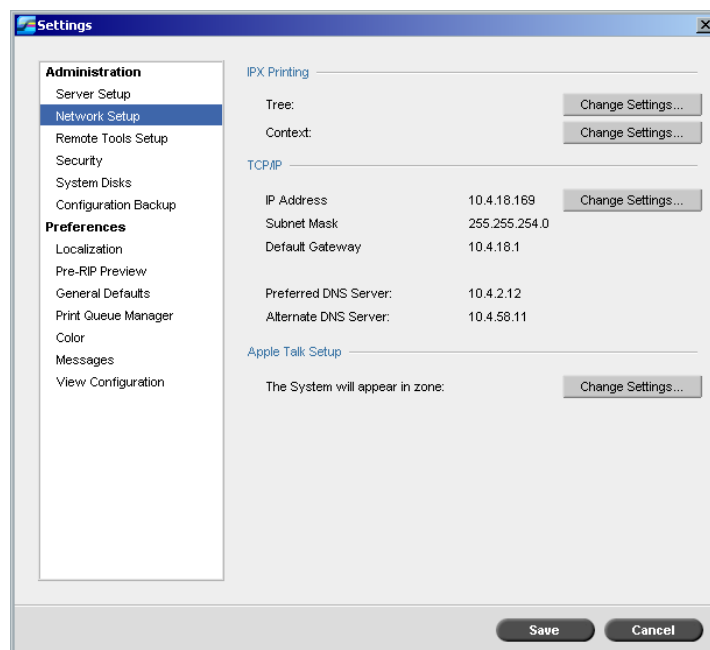 Settings
Administration
Server Setup
Network Setup
Remote Tools Setup
Security
System Disks
Configuration Backup
Preferences
Localization
Pre-RIP Preview
General Defaults
Print Queue Manager
Color
Messages
View Configuration
IPX Printing
Tree: Change Settings...
Context: Change Settings...
TCP/IP
IP Address 10.4.18.169 Change Settings...
Subnet Mask 255.255.254.0
Default Gateway 10.4.18.1
Preferred DNS Server: 10.4.2.12
Alternate DNS Server: 10.4.58.11
Apple Talk Setup
The System will appear in zone: Change Settings...
Save Cancel